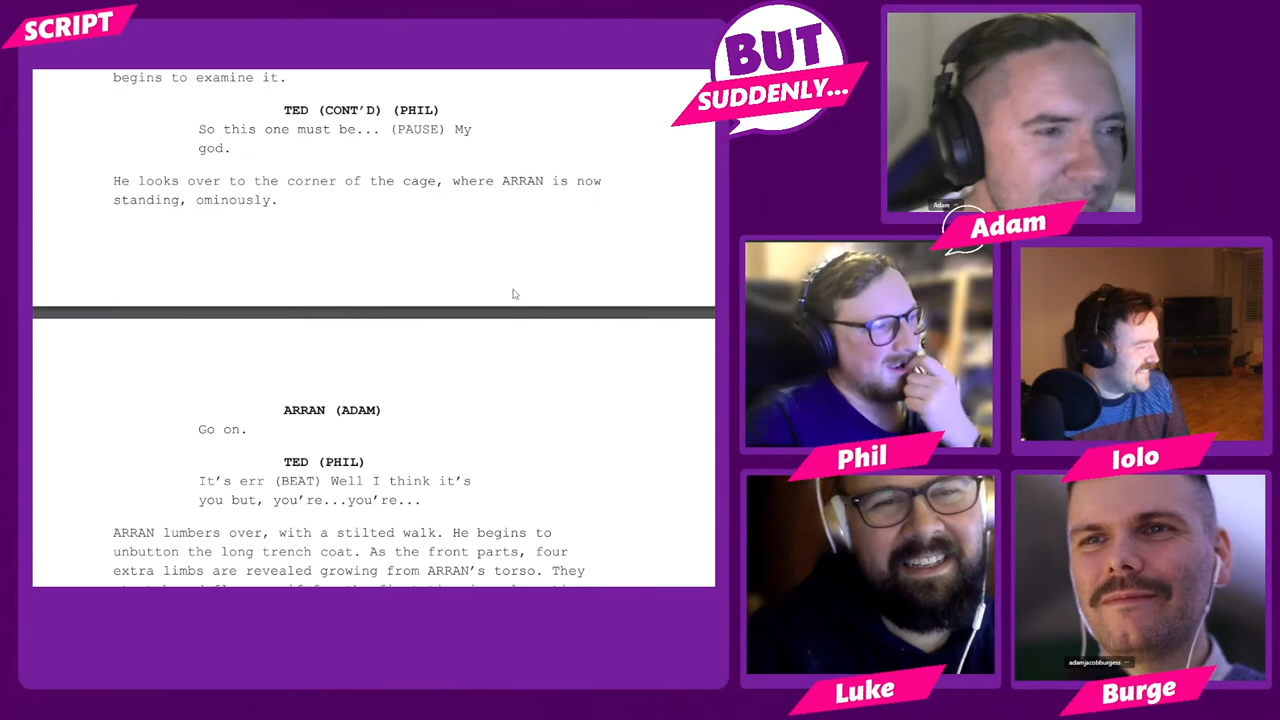 SCRIPT
begins to examine it.
TED (CONT'D) (PHIL)
So this one must be... (PAUSE) My
god.
He looks over to the corner of the cage, where ARRAN is now
standing, ominously.
ARRAN (ADAM)
Go on.
TED (PHIL)
It's err (BEAT) Well I think it's
you but, you're...you're...
ARRAN lumbers over, with a stilted walk. He begins to
unbutton the long trench coat. As the front parts, four
extra limbs are revealed growing from ARRAN's torso. They
BUT
SUDDENLY...
Adam
Adam
Phil
Iolo
Luke
adamjacobburgess
Burge